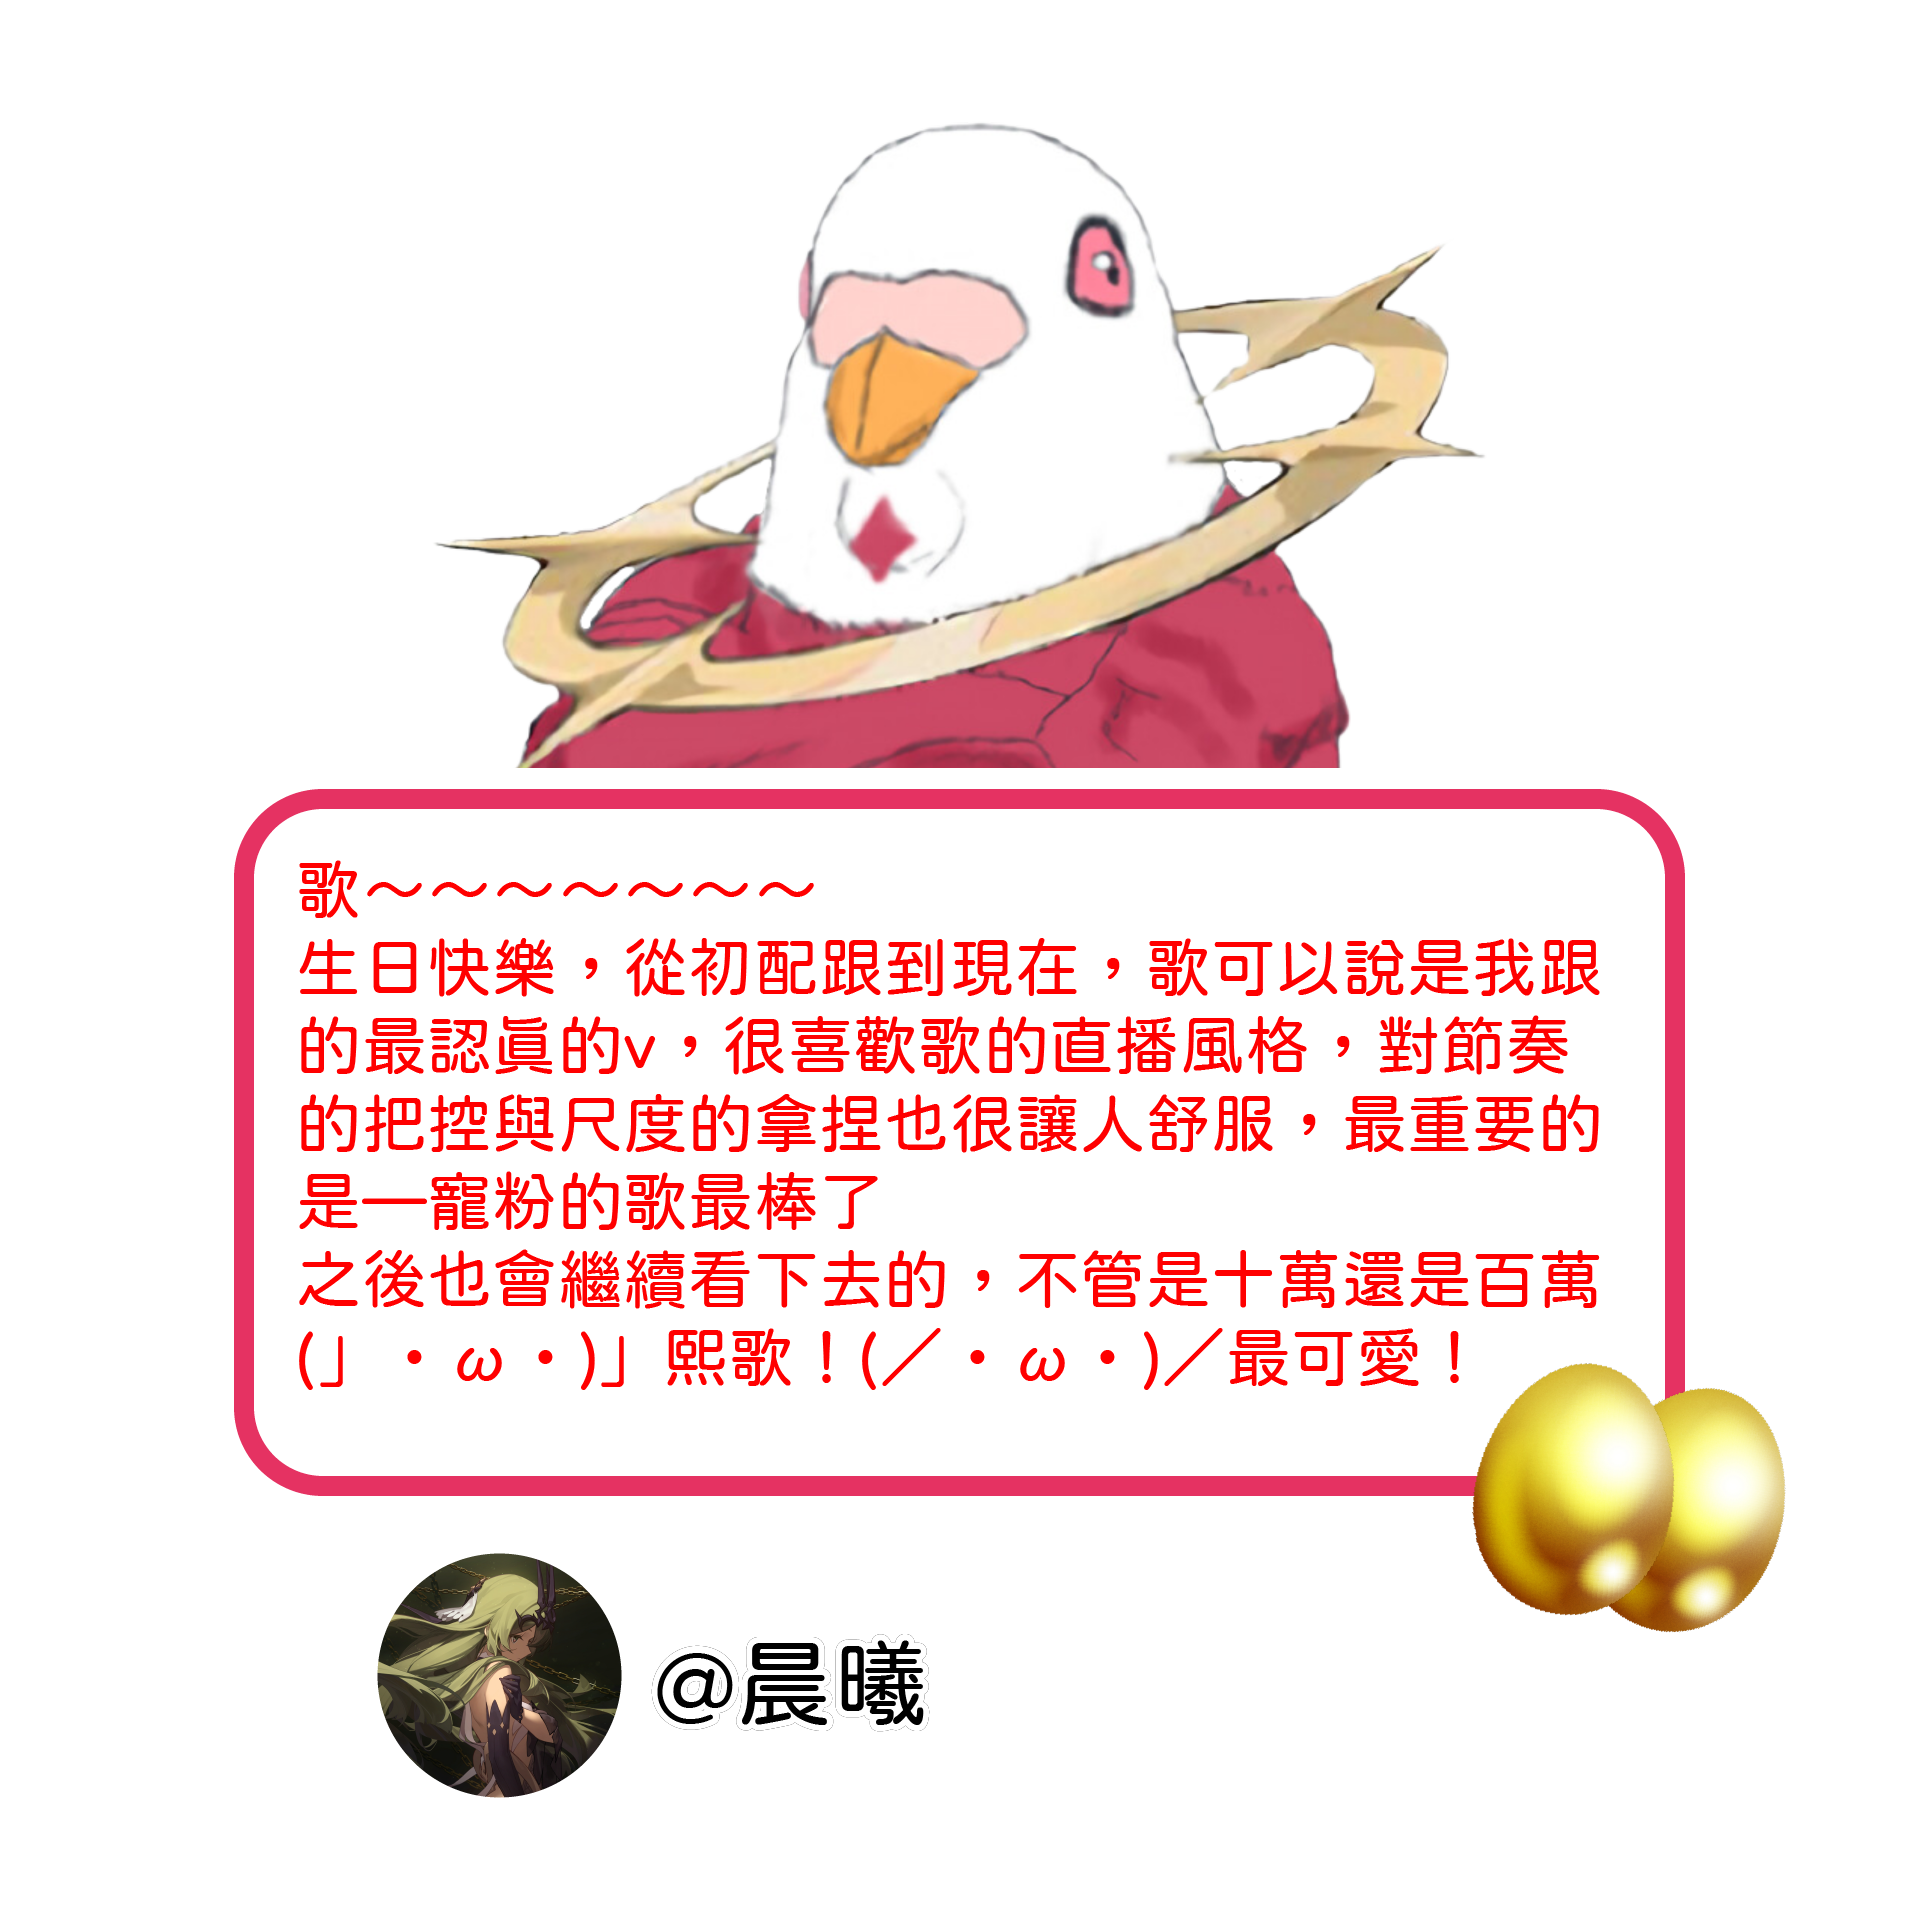 歌～～～～～～～
生日快樂，從初配跟到現在，歌可以說是我跟
的最認真的v，很喜歡歌的直播風格，對節奏
的把控與尺度的拿捏也很讓人舒服，最重要的
是—寵粉的歌最棒了
之後也會繼續看下去的，不管是十萬還是百萬
(」・ω・)」熙歌！(／・ω・)／最可愛！
@晨曦